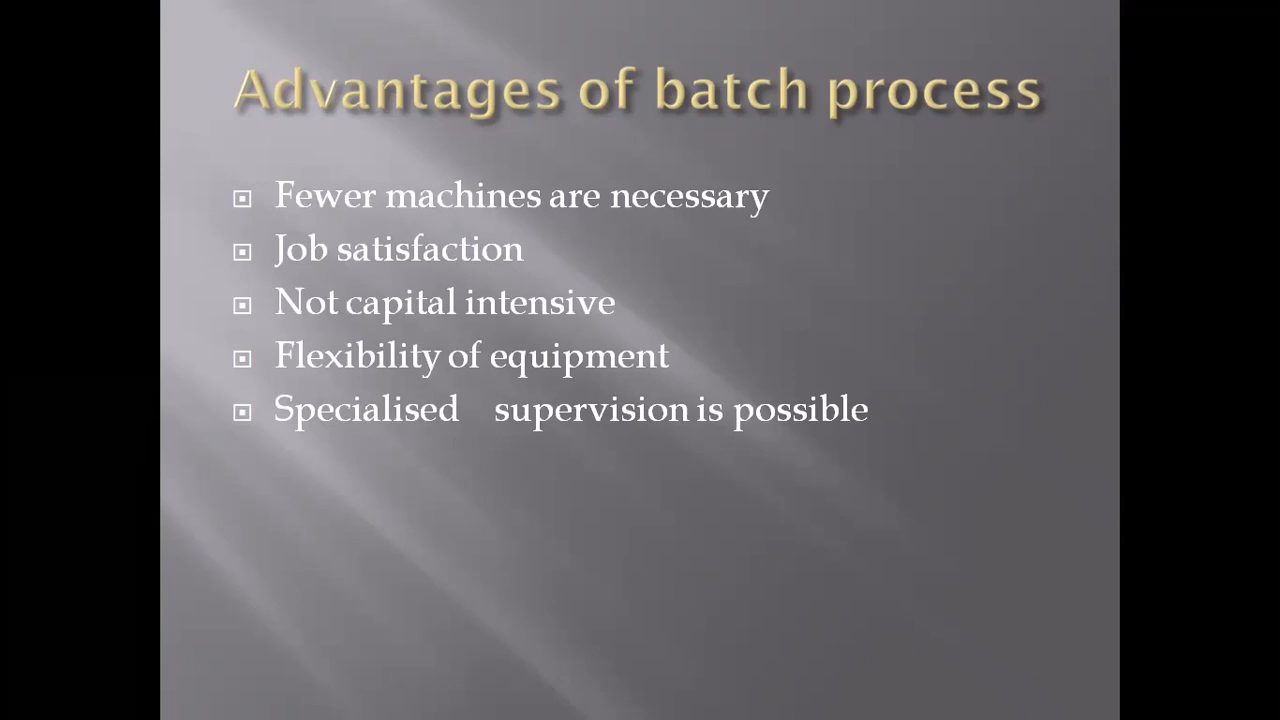 Advantages of batch process
Fewer machines are necessary
Job satisfaction
Not capital intensive
Flexibility of equipment
Specialised supervision is possible